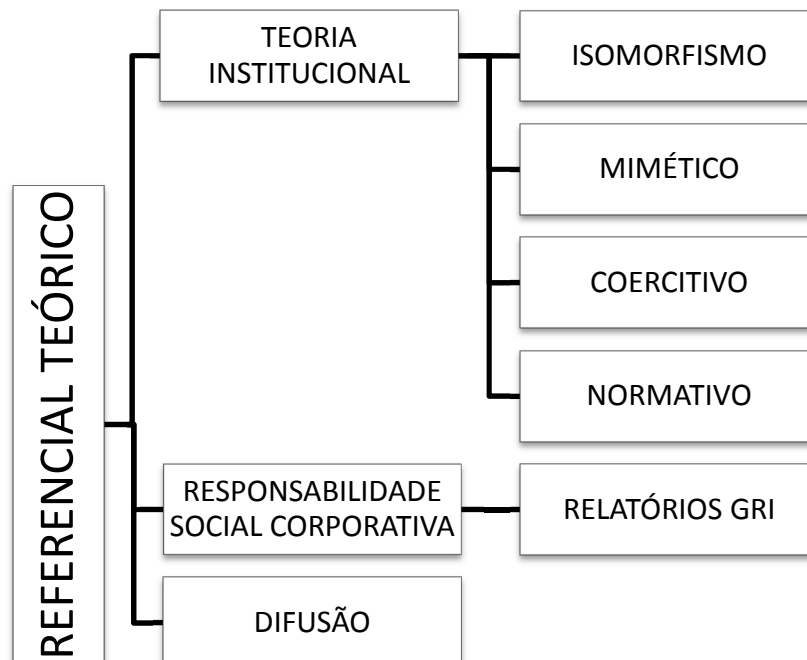 REFERENCIAL TEÓRICO
TEORIA
INSTITUCIONAL
ISOMORFISMO
MIMÉTICO
COERCITIVO
NORMATIVO
RESPONSABILIDADE
SOCIAL CORPORATIVA
RELATÓRIOS GRI
DIFUSÃO